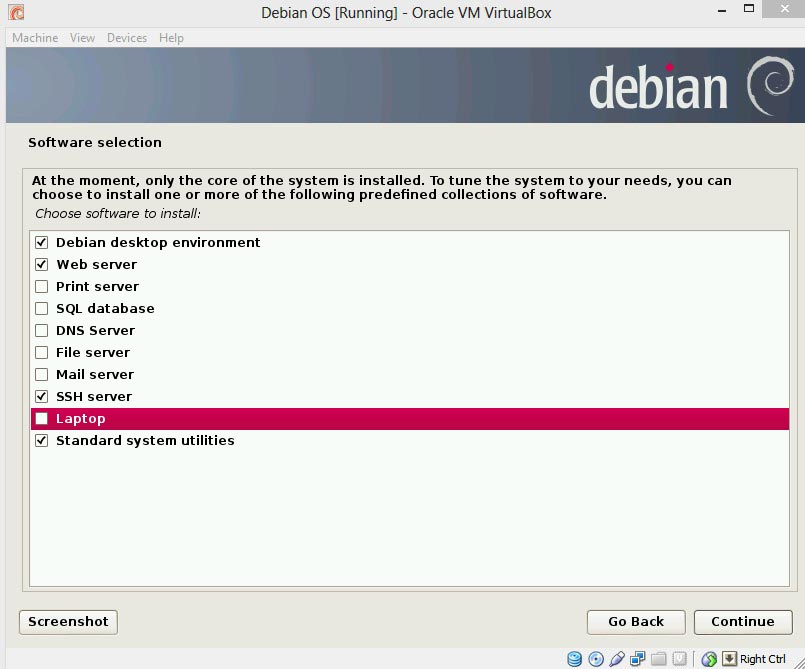 Debian OS [Running] - Oracle VM VirtualBox
Machine View Devices Help
debian
Software selection
At the moment, only the core of the system is installed. To tune the system to your needs, you can
choose to install one or more of the following predefined collections of software.
Choose software to install:
Debian desktop environment
Web server
Print server
SQL database
DNS Server
File server
Mail server
SSH server
Laptop
Standard system utilities
Screenshot
Go Back
Continue
Right Ctrl